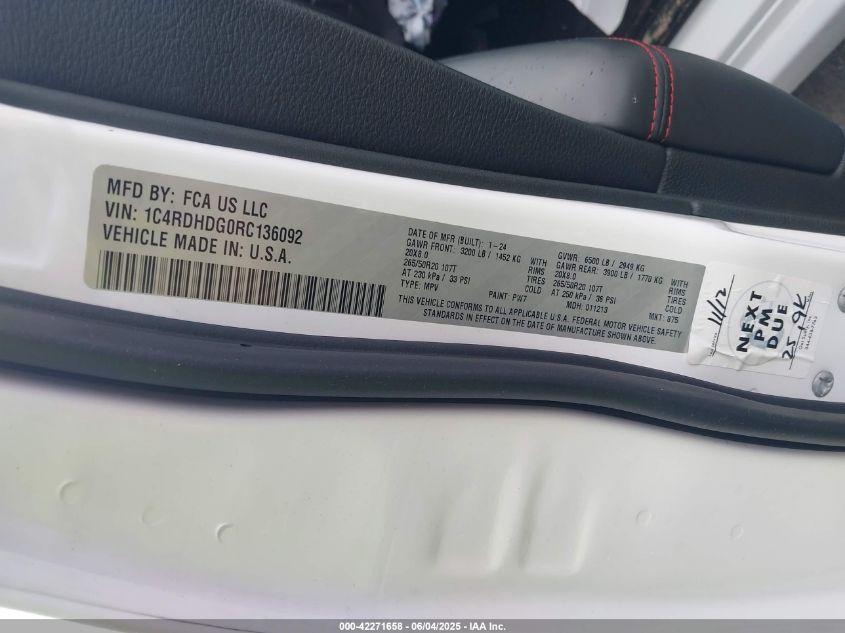 MFD BY: FCA US LLC
VIN: 1C4RDHDG0RC136092
VEHICLE MADE IN: U.S.A.
DATE OF MFR (BUILT): 1-24
GAWR FRONT: 3200 LB / 1452 KG WITH
20X8.0 RIMS
265/50R20 107T TIRES
AT 230 kPa / 33 PSI COLD
TYPE: MPV PAINT: PW7
GVWR: 6500 LB / 2949 KG
GAWR REAR: 3900 LB / 1770 KG WITH
20X8.0 RIMS
265/50R20 107T TIRES
AT 250 kPa / 36 PSI COLD
MDH: 011213 MKT: 875
THIS VEHICLE CONFORMS TO ALL APPLICABLE U.S.A. FEDERAL MOTOR VEHICLE SAFETY
STANDARDS IN EFFECT ON THE DATE OF MANUFACTURE SHOWN ABOVE.
11/12
NEXT
PM
DUE
25.9K
000-42271658 - 06/04/2025 - IAA Inc.